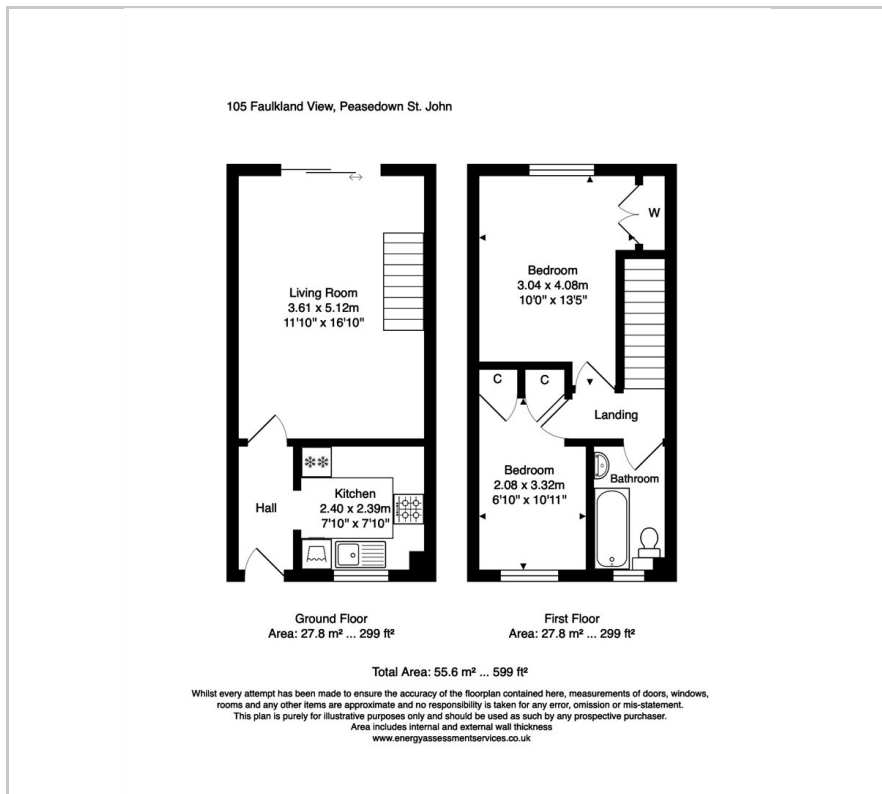 105 Faulkland View, Peasedown St. John
Living Room
3.61 x 5.12m
11'10" x 16'10"
Hall
Kitchen
2.40 x 2.39m
7'10" x 7'10"
Ground Floor
Area: 27.8 m² ... 299 ft²
W
Bedroom
3.04 x 4.08m
10'0" x 13'5"
C
C
Landing
Bedroom
2.08 x 3.32m
6'10" x 10'11"
Bathroom
First Floor
Area: 27.8 m² ... 299 ft²
Total Area: 55.6 m² ... 599 ft²
Whilst every attempt has been made to ensure the accuracy of the floorplan contained here, measurements of doors, windows,
rooms and any other items are approximate and no responsibility is taken for any error, omission or mis-statement.
This plan is purely for illustrative purposes only and should be used as such by any prospective purchaser.
Area includes internal and external wall thickness
www.energyassessmentservices.co.uk